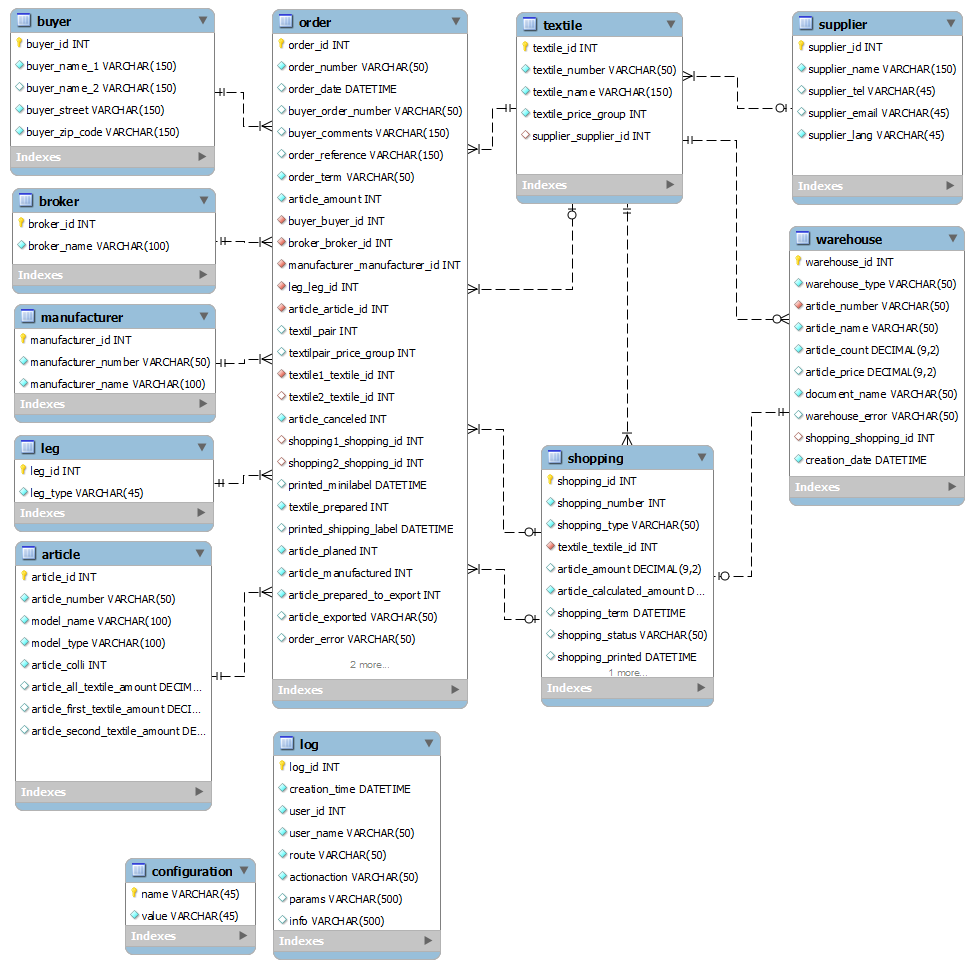 buyer
buyer_id INT
buyer_name_1 VARCHAR(150)
buyer_name_2 VARCHAR(150)
buyer_street VARCHAR(150)
buyer_zip_code VARCHAR(150)
Indexes
broker
broker_id INT
broker_name VARCHAR(100)
Indexes
manufacturer
manufacturer_id INT
manufacturer_number VARCHAR(50)
manufacturer_name VARCHAR(100)
Indexes
leg
leg_id INT
leg_type VARCHAR(45)
Indexes
article
article_id INT
article_number VARCHAR(50)
model_name VARCHAR(100)
model_type VARCHAR(100)
article_colli INT
article_all_textile_amount DECIM...
article_first_textile_amount DECI...
article_second_textile_amount DE...
Indexes
order
order_id INT
order_number VARCHAR(50)
order_date DATETIME
buyer_order_number VARCHAR(50)
buyer_comments VARCHAR(150)
order_reference VARCHAR(150)
order_term VARCHAR(50)
article_amount INT
buyer_buyer_id INT
broker_broker_id INT
manufacturer_manufacturer_id INT
leg_leg_id INT
article_article_id INT
textil_pair INT
textilpair_price_group INT
textile1_textile_id INT
textile2_textile_id INT
article_canceled INT
shopping1_shopping_id INT
shopping2_shopping_id INT
printed_minilabel DATETIME
textile_prepared INT
printed_shipping_label DATETIME
article_planed INT
article_manufactured INT
article_prepared_to_export INT
article_exported VARCHAR(50)
order_error VARCHAR(50)
2 more...
Indexes
textile
textile_id INT
textile_number VARCHAR(50)
textile_name VARCHAR(150)
textile_price_group INT
supplier_supplier_id INT
Indexes
supplier
supplier_id INT
supplier_name VARCHAR(150)
supplier_tel VARCHAR(45)
supplier_email VARCHAR(45)
supplier_lang VARCHAR(45)
Indexes
warehouse
warehouse_id INT
warehouse_type VARCHAR(50)
article_number VARCHAR(50)
article_name VARCHAR(50)
article_count DECIMAL(9,2)
article_price DECIMAL(9,2)
document_name VARCHAR(50)
warehouse_error VARCHAR(50)
shopping_shopping_id INT
creation_date DATETIME
Indexes
shopping
shopping_id INT
shopping_number INT
shopping_type VARCHAR(50)
textile_textile_id INT
article_amount DECIMAL(9,2)
article_calculated_amount D...
shopping_term DATETIME
shopping_status VARCHAR(50)
shopping_printed DATETIME
1 more...
Indexes
log
log_id INT
creation_time DATETIME
user_id INT
user_name VARCHAR(50)
route VARCHAR(50)
actionaction VARCHAR(50)
params VARCHAR(500)
info VARCHAR(500)
Indexes
configuration
name VARCHAR(45)
value VARCHAR(45)
Indexes